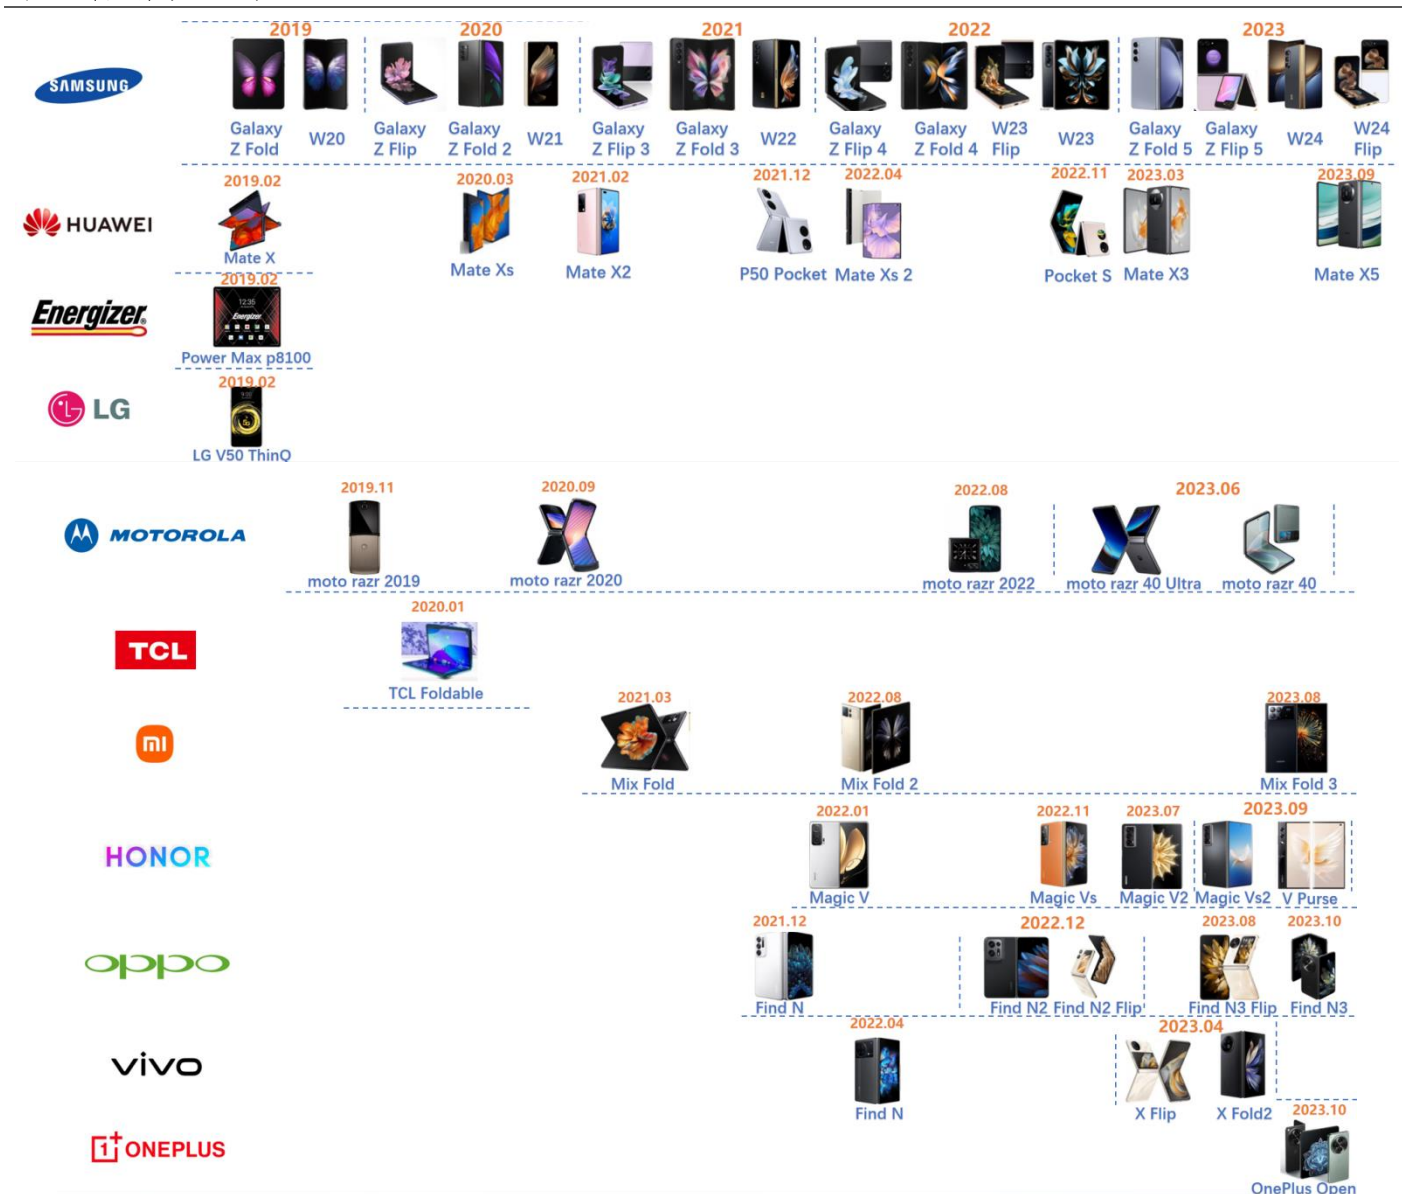 2019 2020 2021 2022 2023
SAMSUNG
Galaxy
Z Fold
W20
Galaxy
Z Flip
Galaxy
Z Fold 2
W21
Galaxy
Z Flip 3
Galaxy
Z Fold 3
W22
Galaxy
Z Flip 4
Galaxy
Z Fold 4
W23
Flip
W23
Galaxy
Z Fold 5
Galaxy
Z Flip 5
W24
W24
Flip
2019.02 2020.03 2021.02 2021.12 2022.04 2022.11 2023.03 2023.09
HUAWEI
Mate X Mate Xs Mate X2 P50 Pocket Mate Xs 2 Pocket S Mate X3 Mate X5
2019.02
Energizer
12:35
Energizer
Power Max p8100
2019.02
LG
LG V50 ThinQ
2019.11 2020.09 2022.08 2023.06
MOTOROLA
moto razr 2019 moto razr 2020 moto razr 2022 moto razr 40 Ultra moto razr 40
2020.01
TCL
TCL Foldable
2021.03 2022.08 2023.08
mi
Mix Fold Mix Fold 2 Mix Fold 3
2022.01 2022.11 2023.07 2023.09
HONOR
Magic V Magic Vs Magic V2 Magic Vs2 V Purse
2021.12 2022.12 2023.08 2023.10
oppo
Find N Find N2 Find N2 Flip Find N3 Flip Find N3
2022.04 2023.04
vivo
Find N X Flip X Fold2
2023.10
1+ ONEPLUS
OnePlus Open